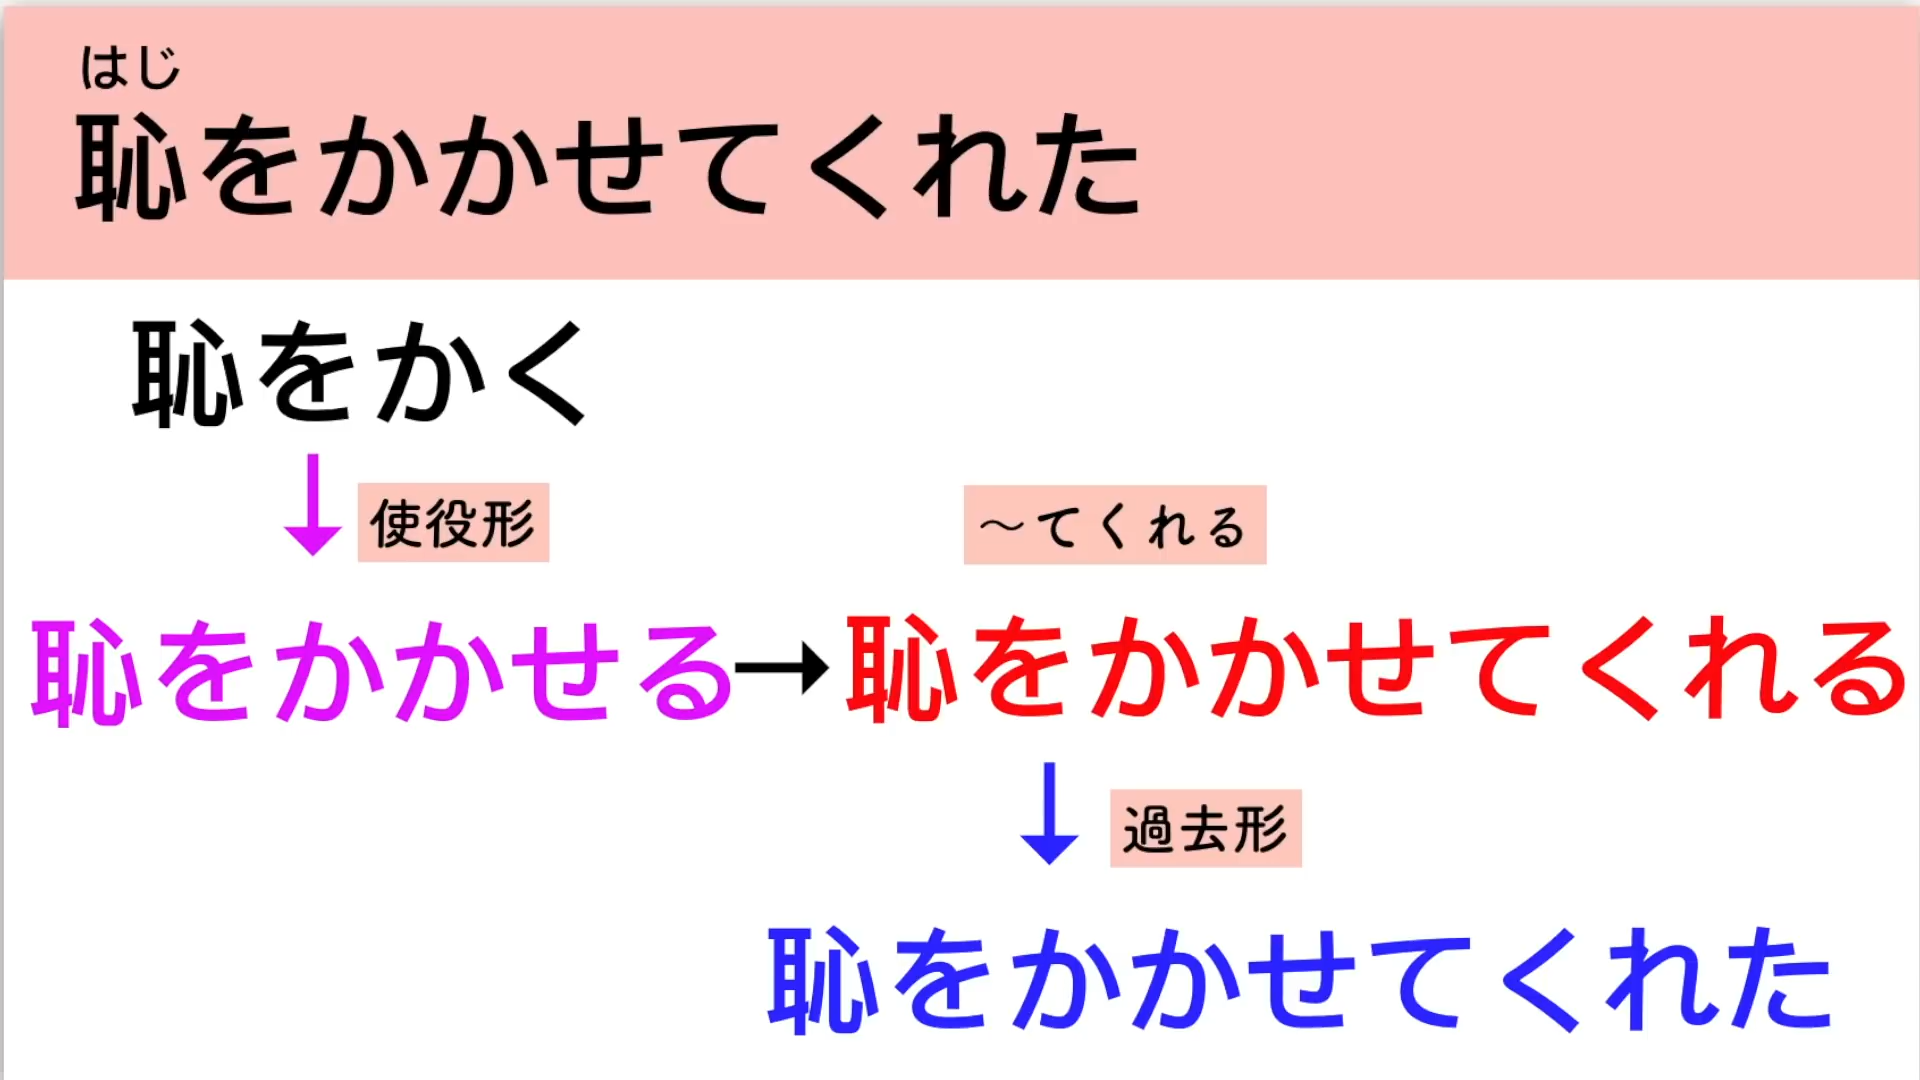 はじ
恥をかかせてくれた
恥をかく
↓ 使役形
～てくれる
恥をかかせる→恥をかかせてくれる
↓ 過去形
恥をかかせてくれた